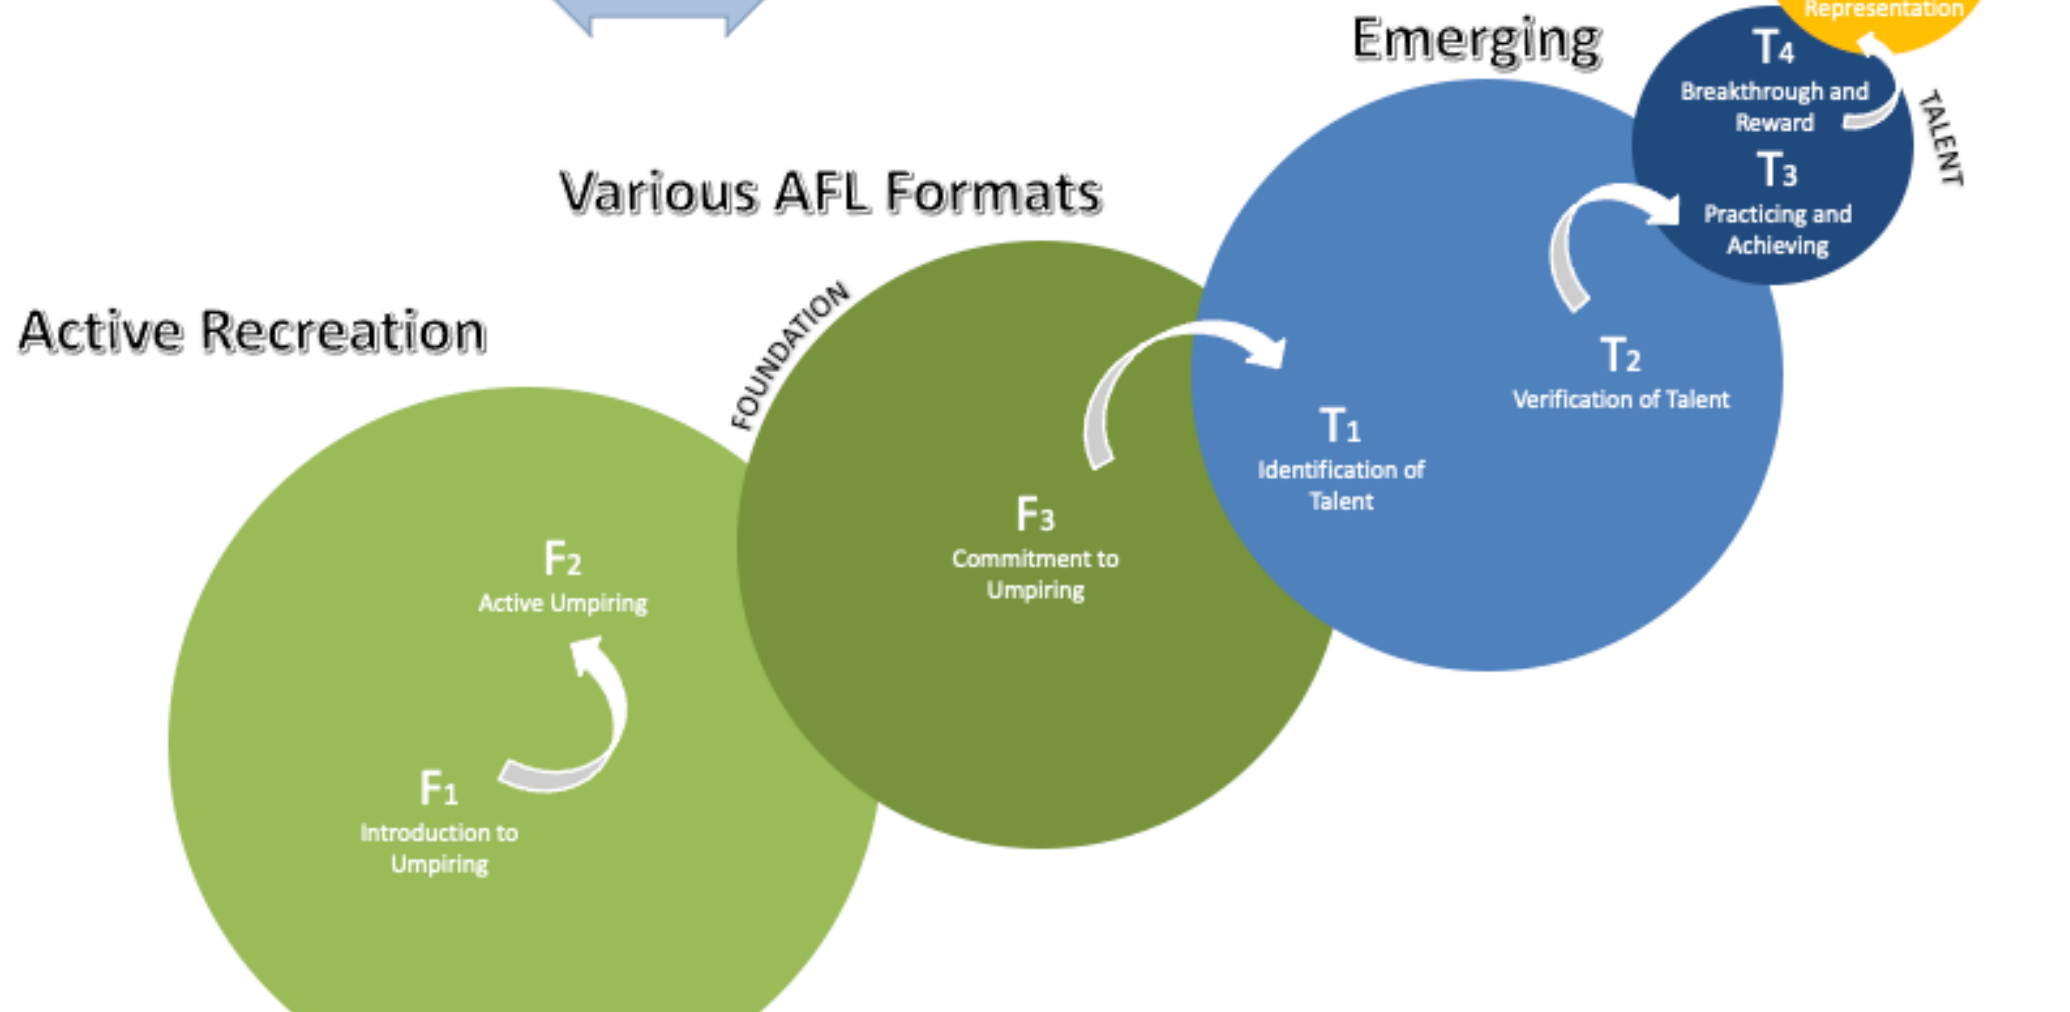 Representation
Emerging
T4
Breakthrough and
Reward
TALENT
T3
Practicing and
Achieving
Various AFL Formats
FOUNDATION
Active Recreation
T2
Verification of Talent
T1
Identification of
Talent
F3
Commitment to
Umpiring
F2
Active Umpiring
F1
Introduction to
Umpiring